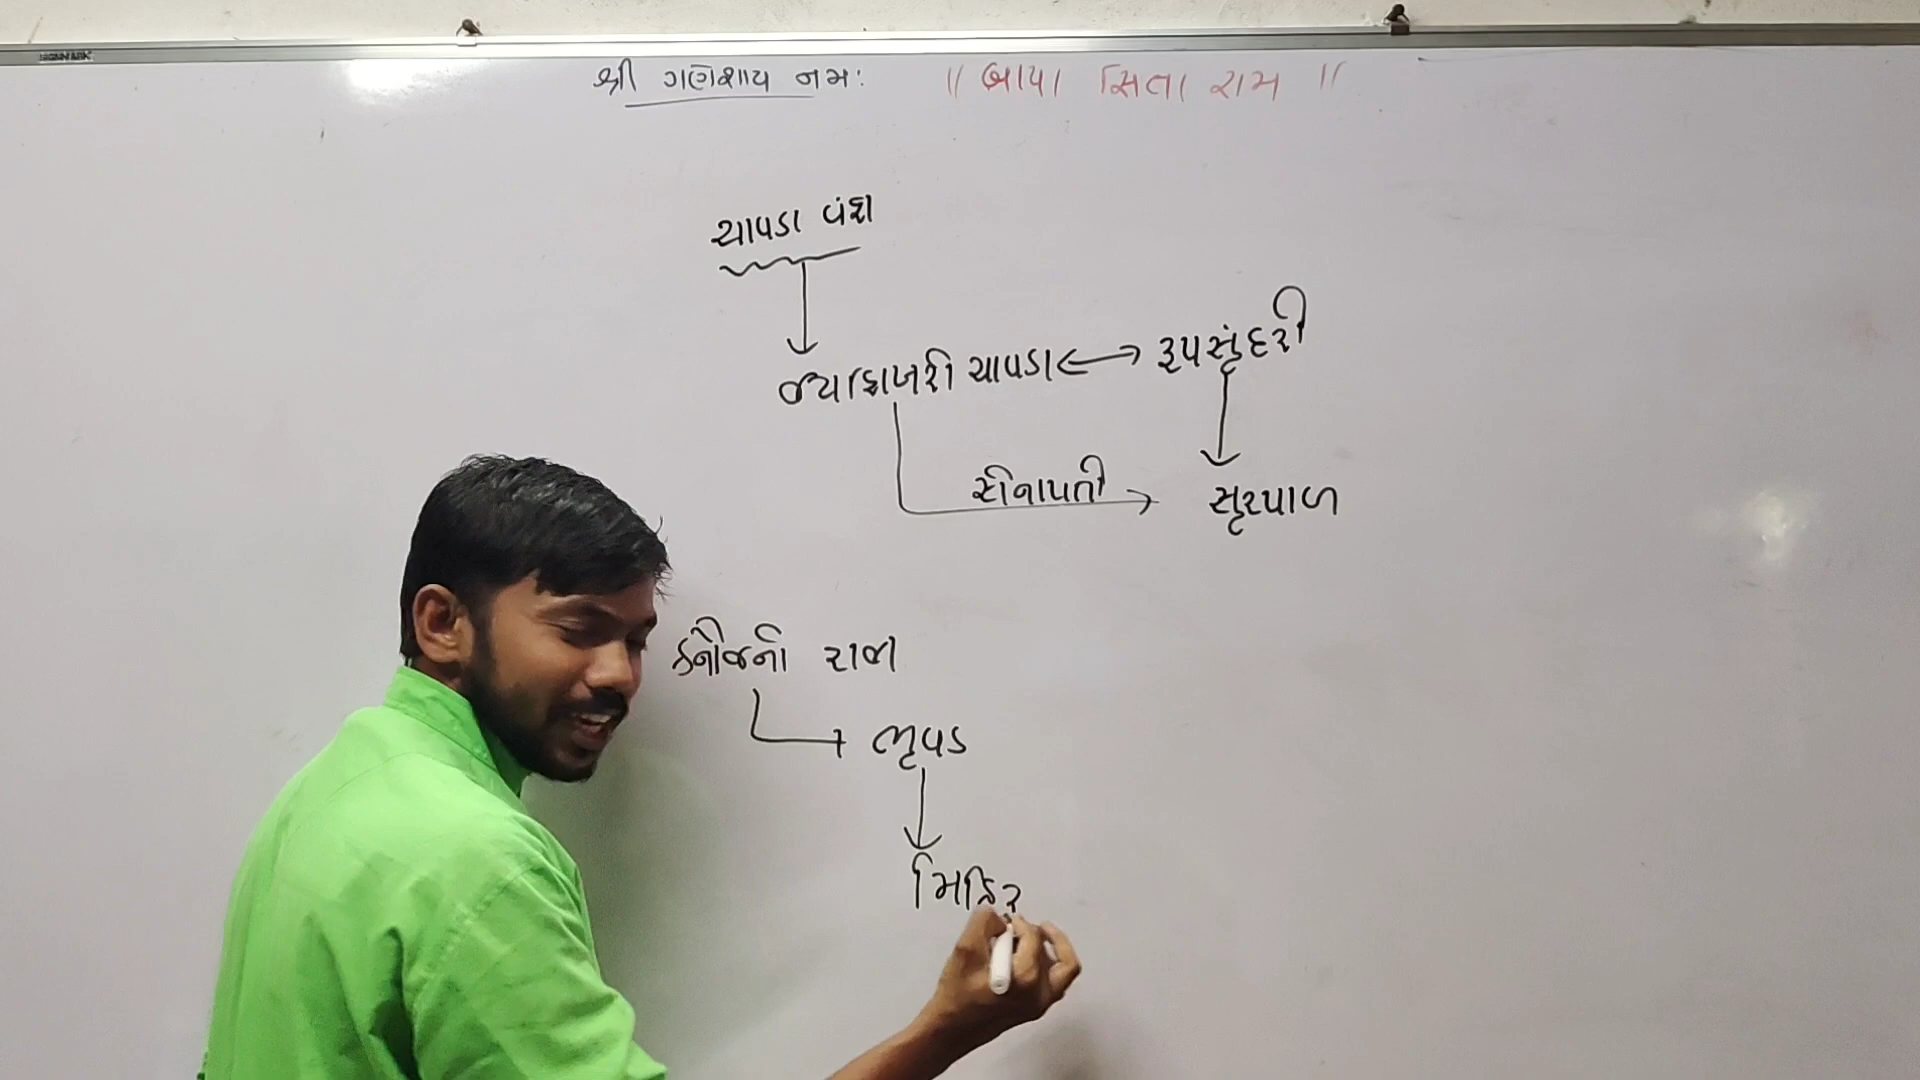 શ્રી ગણેશાય નમઃ || બાપા સિતા રામ ||
ચાવડા વંશ
જયશિખરી ચાવડા ↔ રૂપસુંદરી
સેનાપતી → સૂરપાળ
કનૌજનો રાજા
ભૂવડ
મિહિર